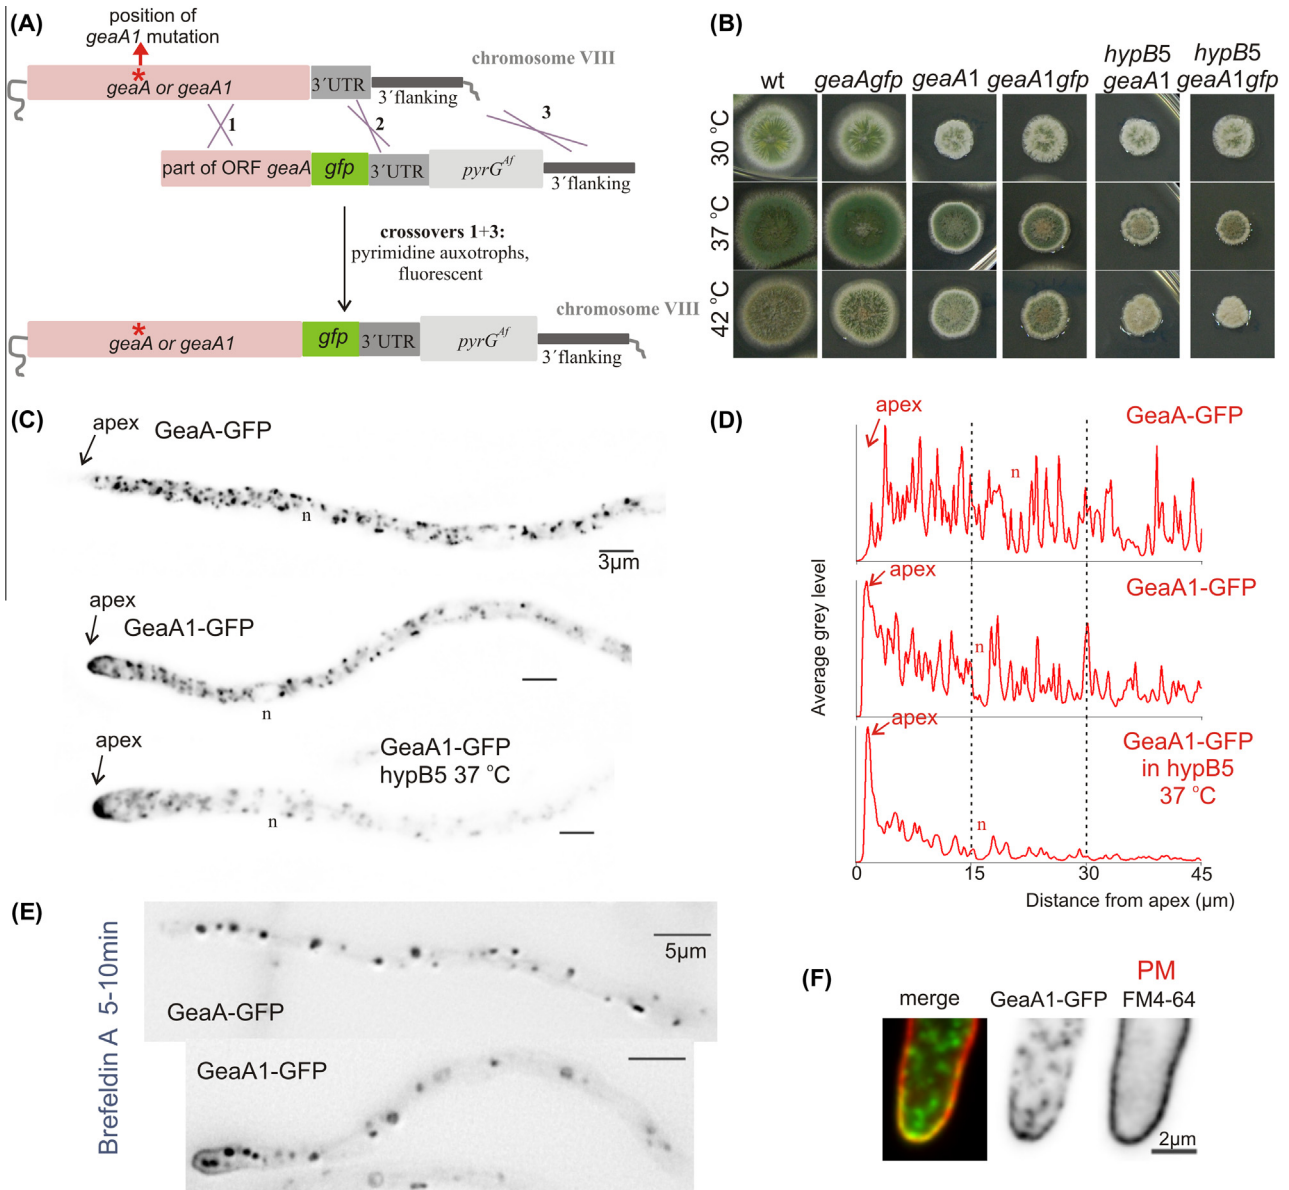 (A)
position of
geaA1 mutation
chromosome VIII
*
geaA or geaA1
3´UTR
3´flanking
1
2
3
part of ORF geaA
gfp
3´UTR
pyrG^Af
3´flanking
crossovers 1+3:
pyrimidine auxotrophs,
fluorescent
chromosome VIII
*
geaA or geaA1
gfp
3´UTR
pyrG^Af
3´flanking
(B)
wt
geaAgfp
geaA1
geaA1gfp
hypB5
geaA1
hypB5
geaA1gfp
30 °C
37 °C
42 °C
(C)
apex
GeaA-GFP
n
3µm
apex
GeaA1-GFP
n
apex
GeaA1-GFP
hypB5 37 °C
n
(D)
Average grey level
apex
GeaA-GFP
n
apex
GeaA1-GFP
n
apex
GeaA1-GFP
in hypB5
37 °C
n
0
15
30
45
Distance from apex (µm)
(E)
Brefeldin A 5-10min
5µm
GeaA-GFP
GeaA1-GFP
(F)
PM
merge
GeaA1-GFP
FM4-64
2µm